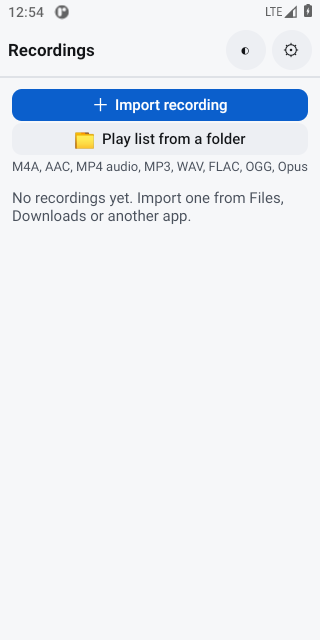 12:54
LTE
Recordings
Import recording
Play list from a folder
M4A, AAC, MP4 audio, MP3, WAV, FLAC, OGG, Opus
No recordings yet. Import one from Files,
Downloads or another app.